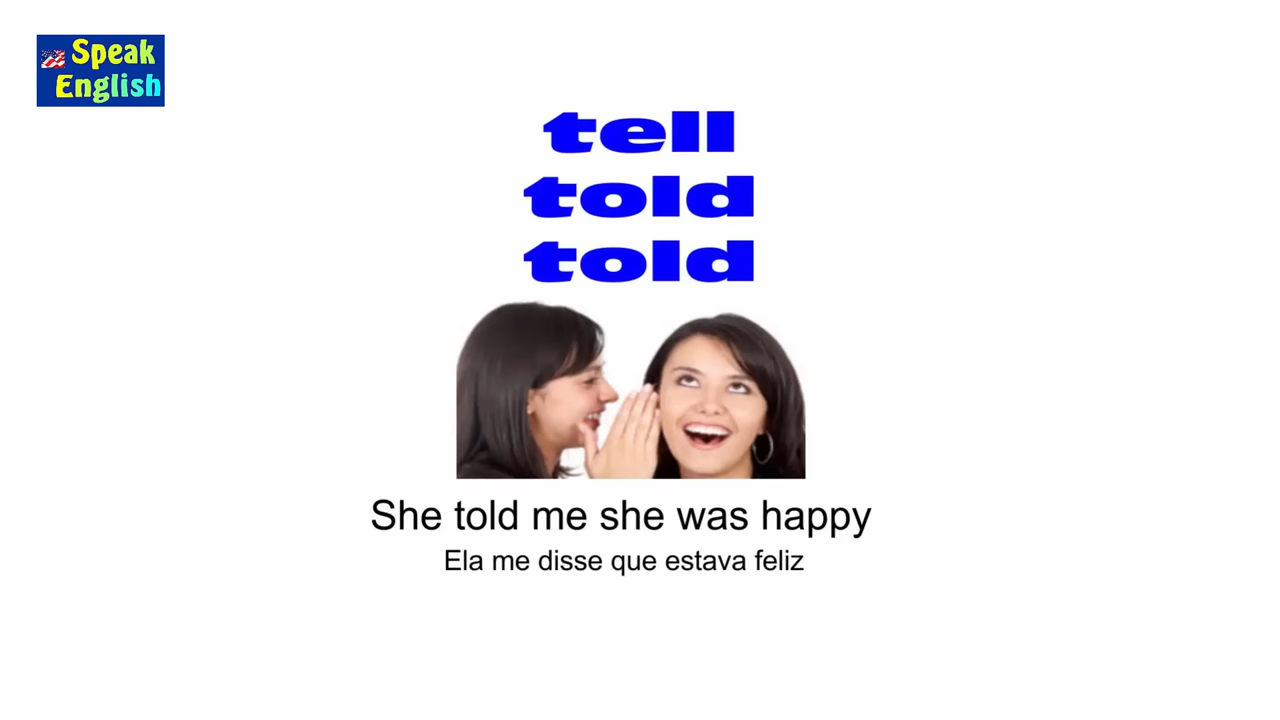 Speak
English
tell
told
told
She told me she was happy
Ela me disse que estava feliz